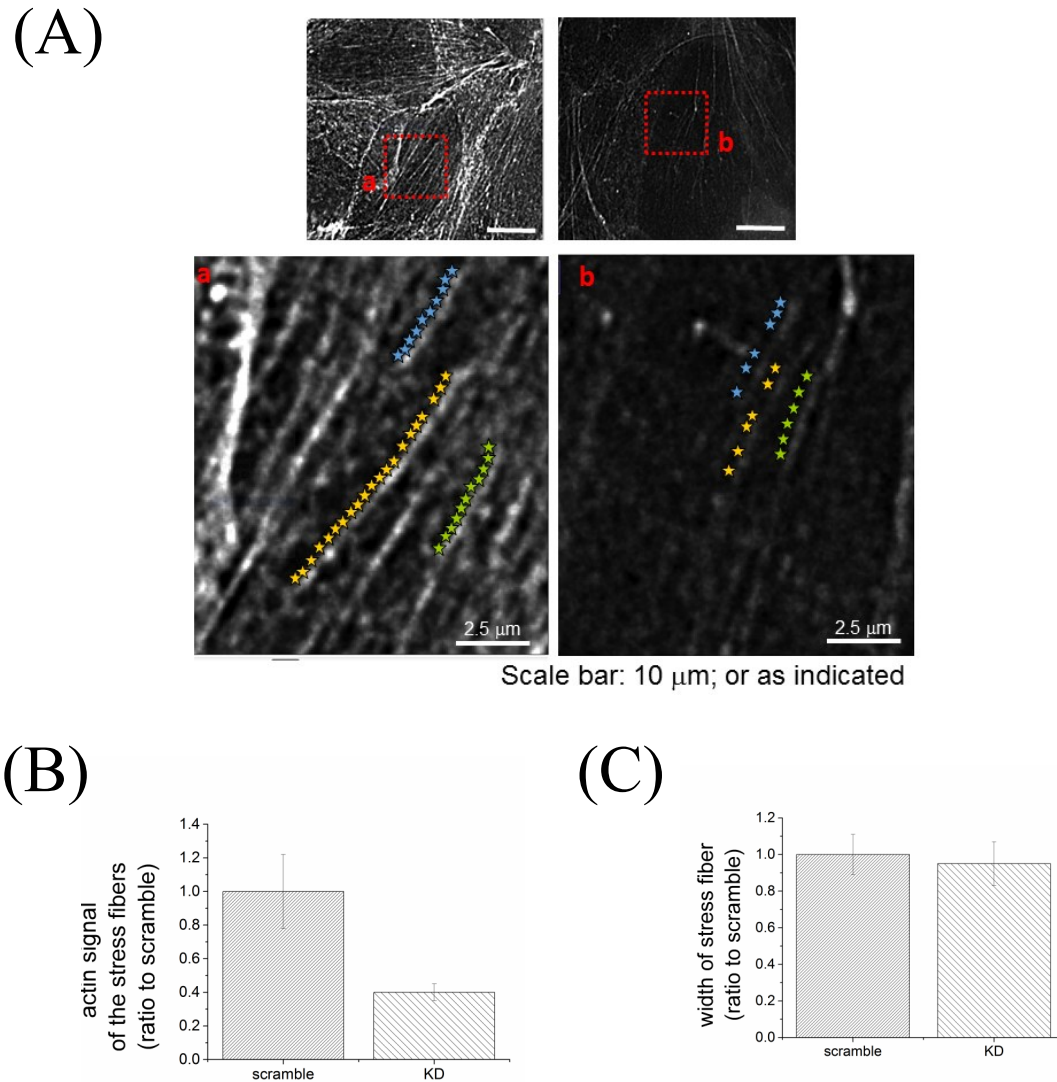 (A)
a
b
a
b
2.5 μm
2.5 μm
Scale bar: 10 μm; or as indicated
(B)
(C)
actin signal
of the stress fibers
(ratio to scramble)
1.4
1.2
1.0
0.8
0.6
0.4
0.2
0.0
scramble
KD
width of stress fiber
(ratio to scramble)
1.2
1.0
0.8
0.6
0.4
0.2
0.0
scramble
KD